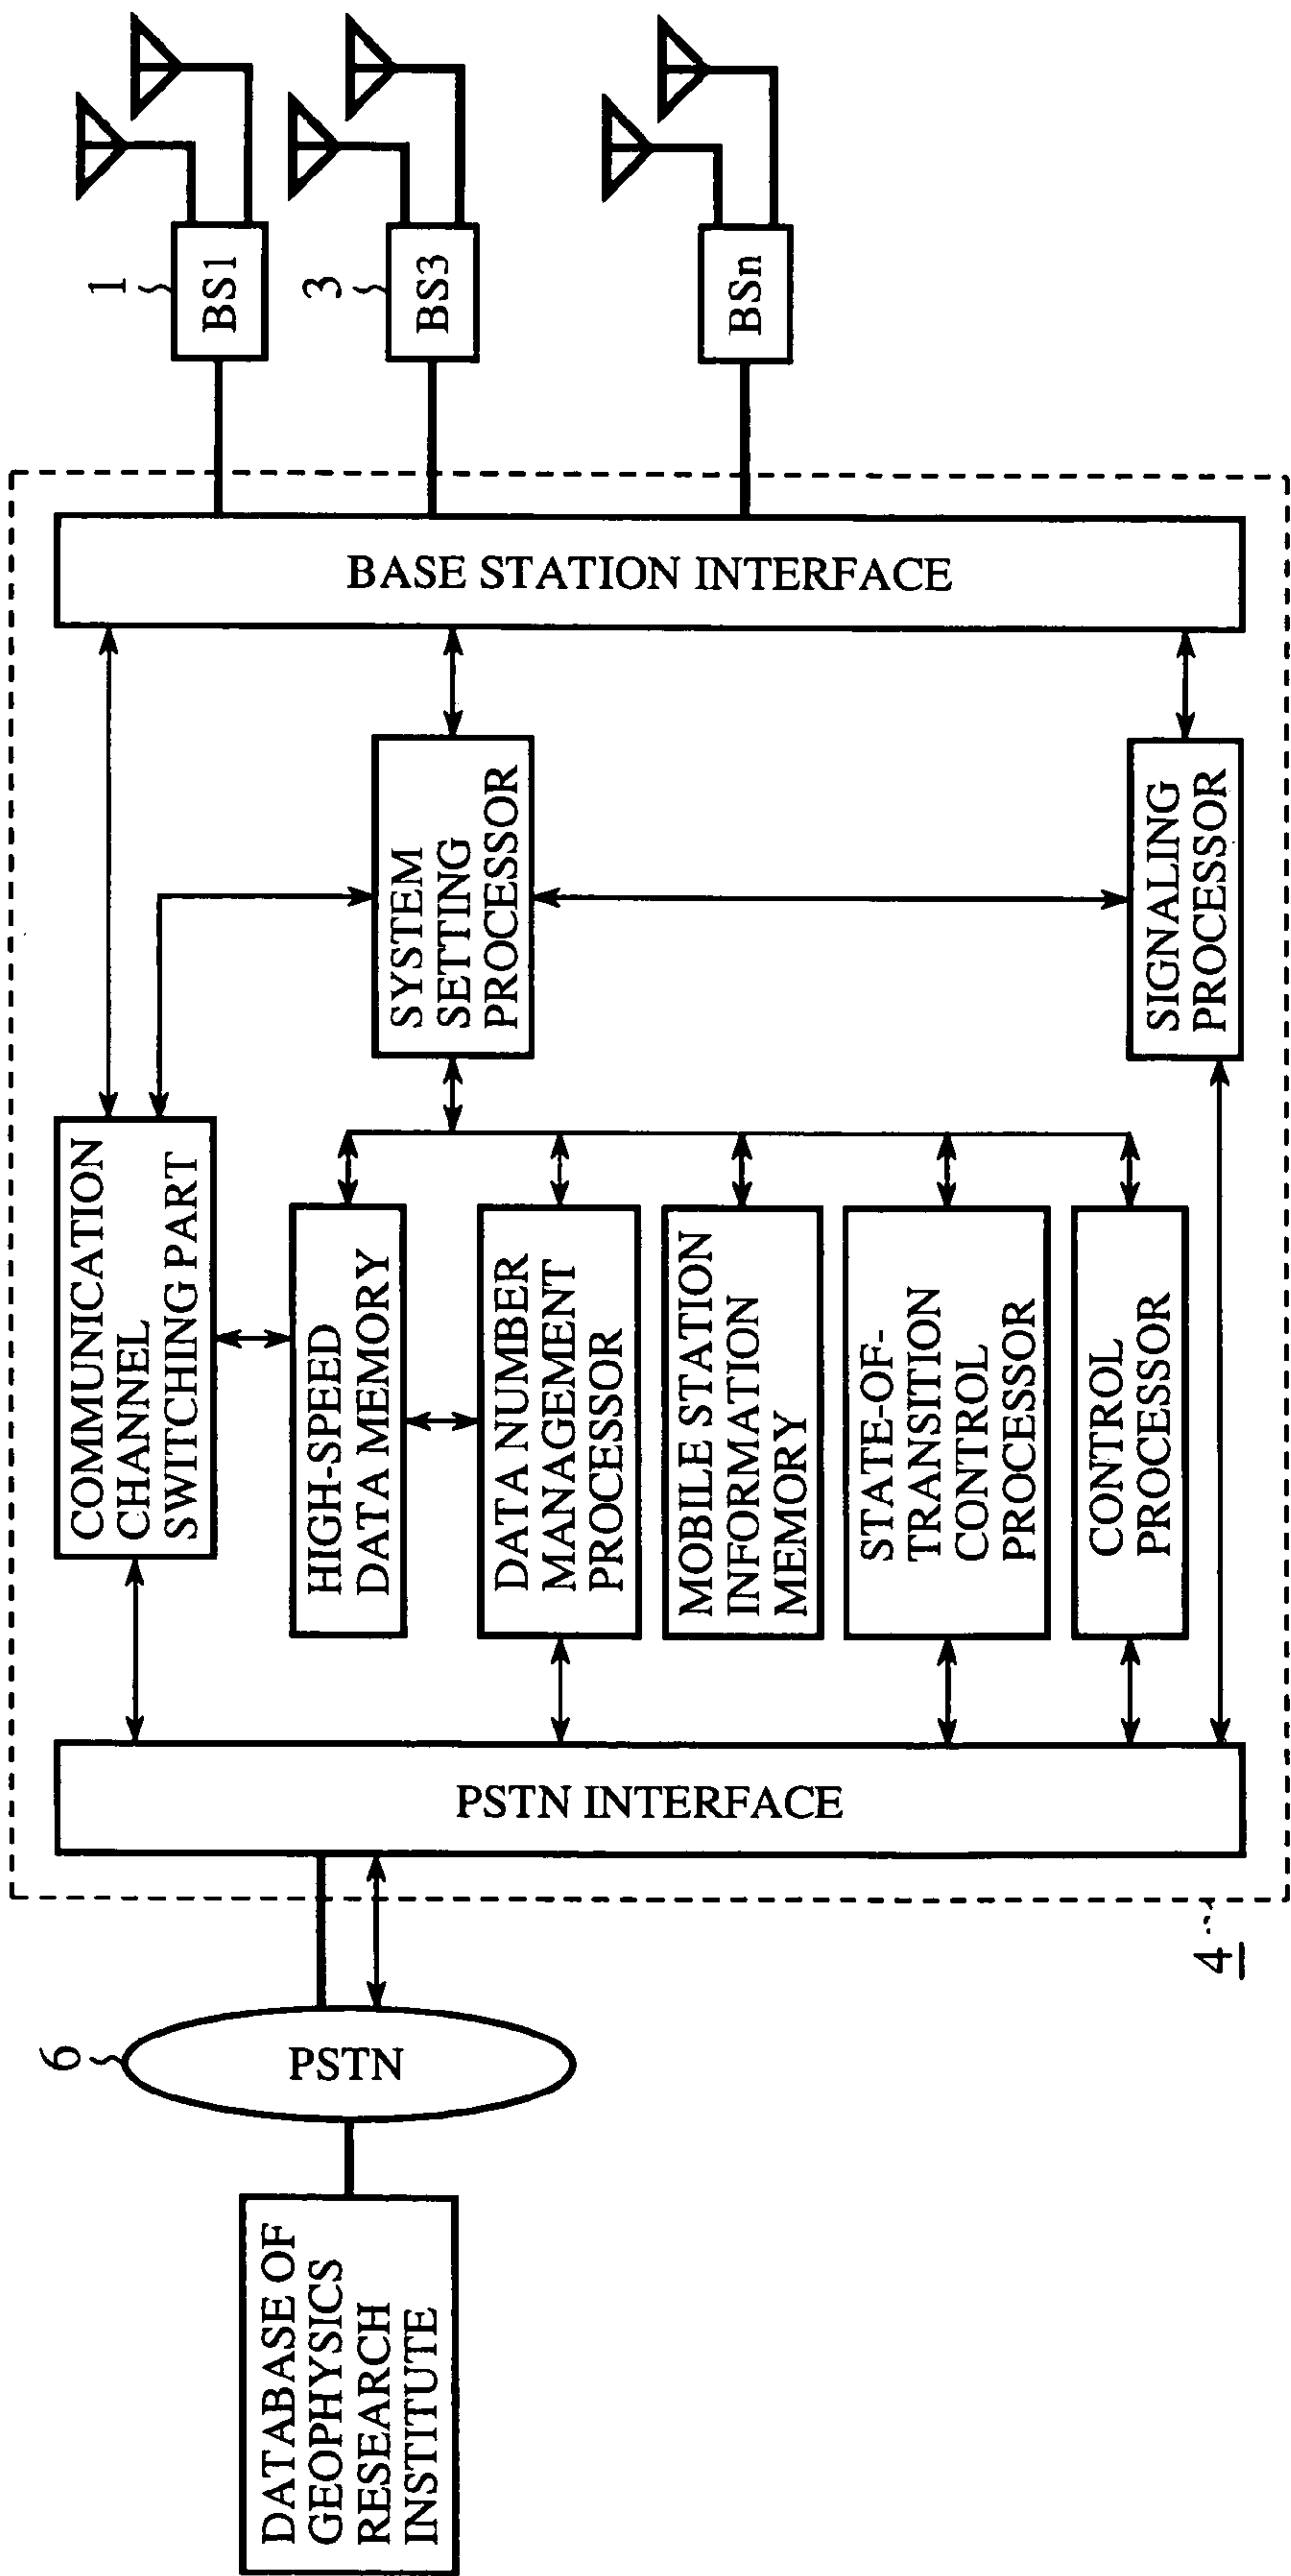 DATABASE OF
GEOPHYSICS
RESEARCH
INSTITUTE
6
PSTN
4
PSTN INTERFACE
COMMUNICATION
CHANNEL
SWITCHING PART
HIGH-SPEED
DATA MEMORY
DATA NUMBER
MANAGEMENT
PROCESSOR
MOBILE STATION
INFORMATION
MEMORY
STATE-OF-
TRANSITION
CONTROL
PROCESSOR
CONTROL
PROCESSOR
SYSTEM
SETTING
PROCESSOR
SIGNALING
PROCESSOR
BASE STATION INTERFACE
1
BS1
3
BS3
BSn